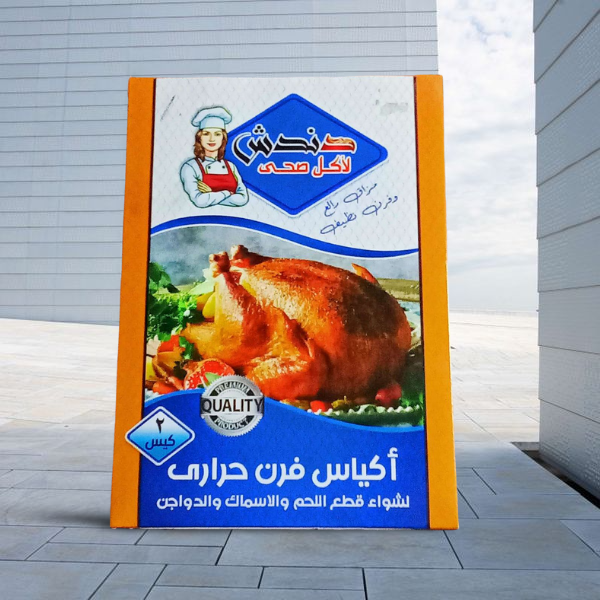 دندش
لأكل صحى
مذاق رائع
وفرن نظيف
PREMIUM
QUALITY
PRODUCT
٢
كيس
أكياس فرن حرارى
لشواء قطع اللحم والاسماك والدواجن